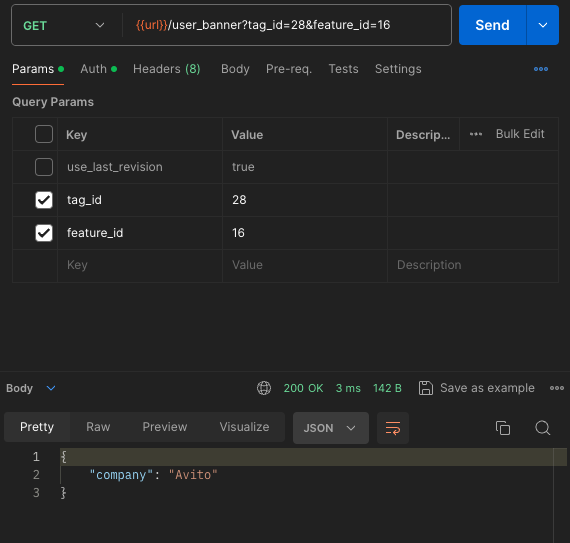 GET {{url}}/user_banner?tag_id=28&feature_id=16 Send
Params Auth Headers (8) Body Pre-req. Tests Settings
Query Params
Key Value Descrip... Bulk Edit
use_last_revision true
tag_id 28
feature_id 16
Key Value Description
Body 200 OK 3 ms 142 B Save as example
Pretty Raw Preview Visualize JSON
1 {
2 "company": "Avito"
3 }